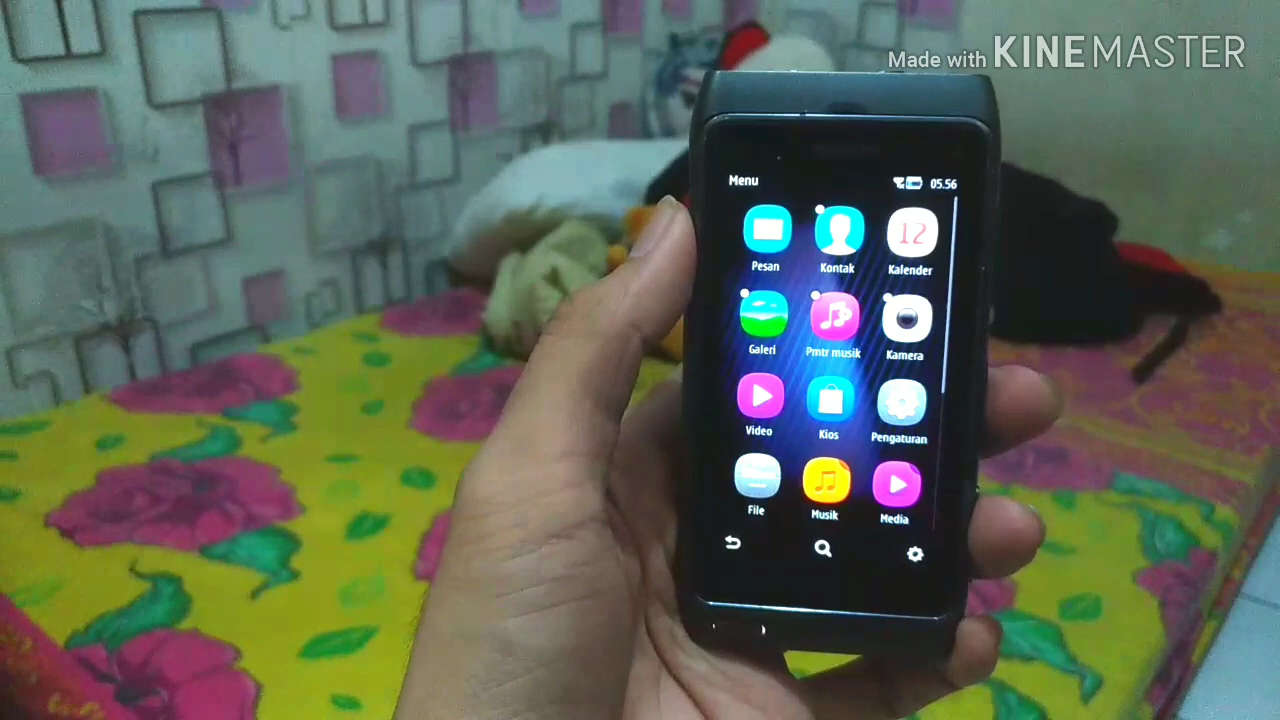 Made with KINEMASTER
Menu 05.56
Pesan Kontak Kalender
Galeri Pmtr musik Kamera
Video Kios Pengaturan
File Musik Media